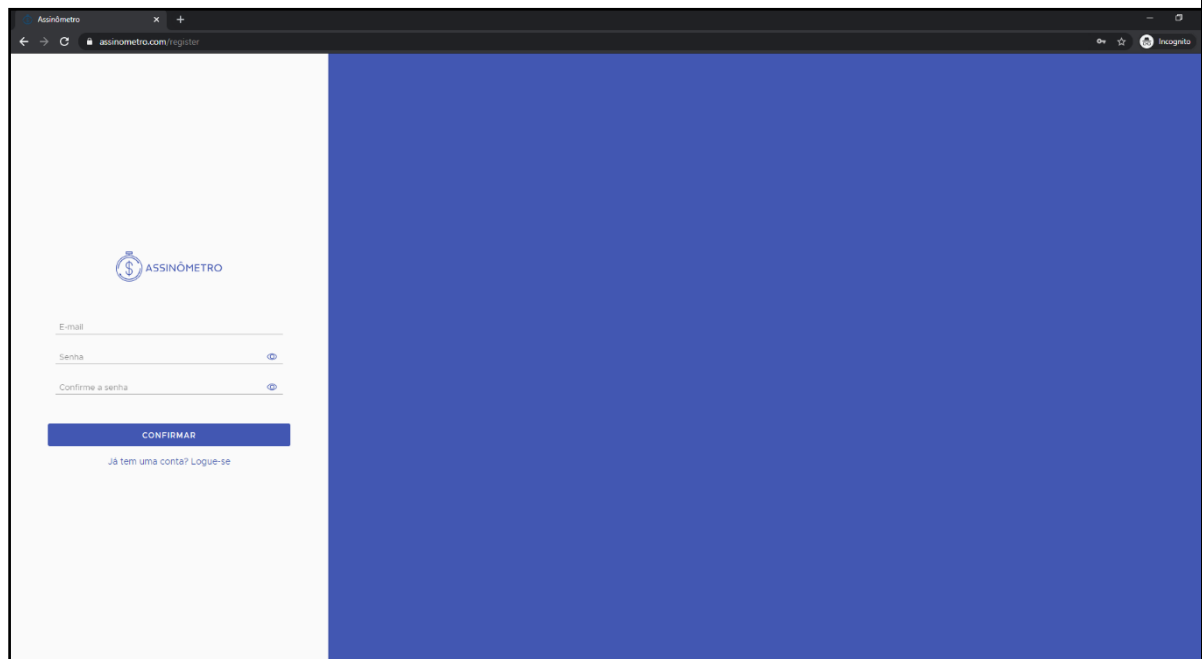 Assinômetro
assinometro.com/register
Incognito
$ ASSINÔMETRO
E-mail
Senha
Confirme a senha
CONFIRMAR
Já tem uma conta? Logue-se